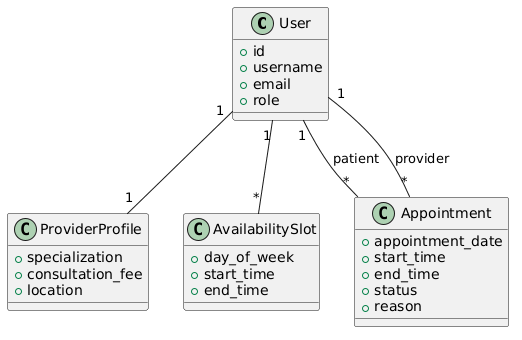 C User
id
username
email
role
1
1
1
1
patient
provider
1
*
*
*
C ProviderProfile
specialization
consultation_fee
location
C AvailabilitySlot
day_of_week
start_time
end_time
C Appointment
appointment_date
start_time
end_time
status
reason